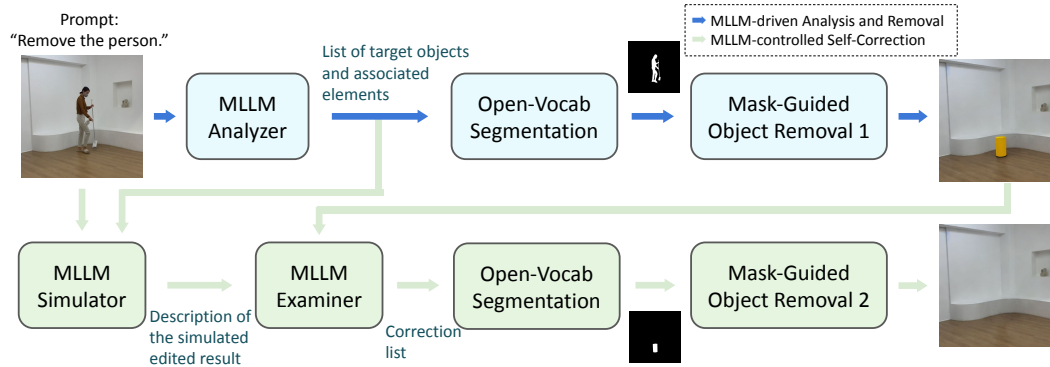 Prompt:
“Remove the person.”
MLLM-driven Analysis and Removal
MLLM-controlled Self-Correction
MLLM
Analyzer
List of target objects
and associated
elements
Open-Vocab
Segmentation
Mask-Guided
Object Removal 1
MLLM
Simulator
Description of
the simulated
edited result
MLLM
Examiner
Correction
list
Open-Vocab
Segmentation
Mask-Guided
Object Removal 2